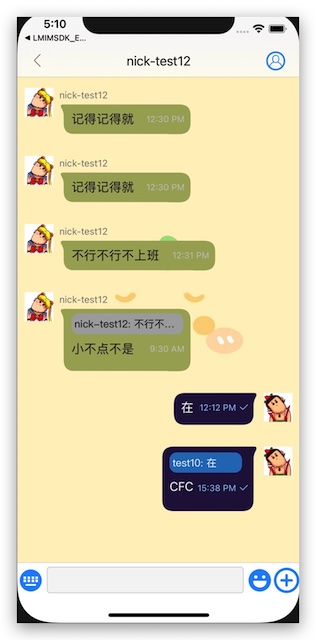 5:10
◀ LMIMSDK_E...
nick-test12
nick-test12
记得记得就 12:30 PM
nick-test12
记得记得就 12:30 PM
nick-test12
不行不行不上班 12:31 PM
nick-test12
nick-test12: 不行不...
小不点不是 9:30 AM
在 12:12 PM
test10: 在
CFC 15:38 PM